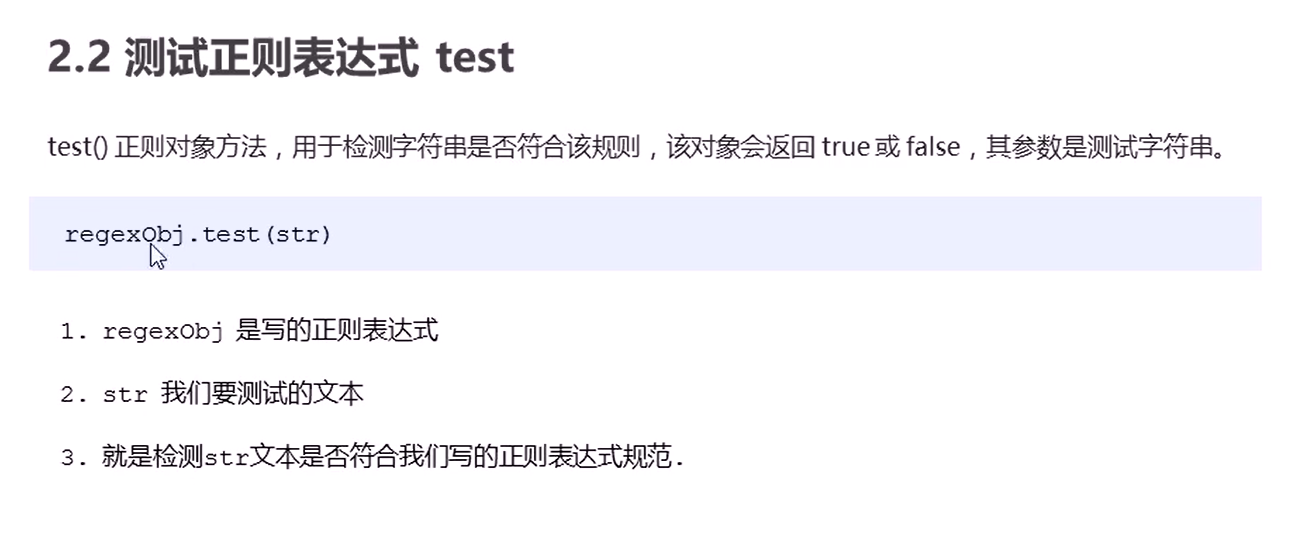 2.2 测试正则表达式 test
test() 正则对象方法，用于检测字符串是否符合该规则，该对象会返回 true 或 false，其参数是测试字符串。
regexObj.test(str)
1. regexObj 是写的正则表达式
2. str 我们要测试的文本
3. 就是检测str文本是否符合我们写的正则表达式规范.